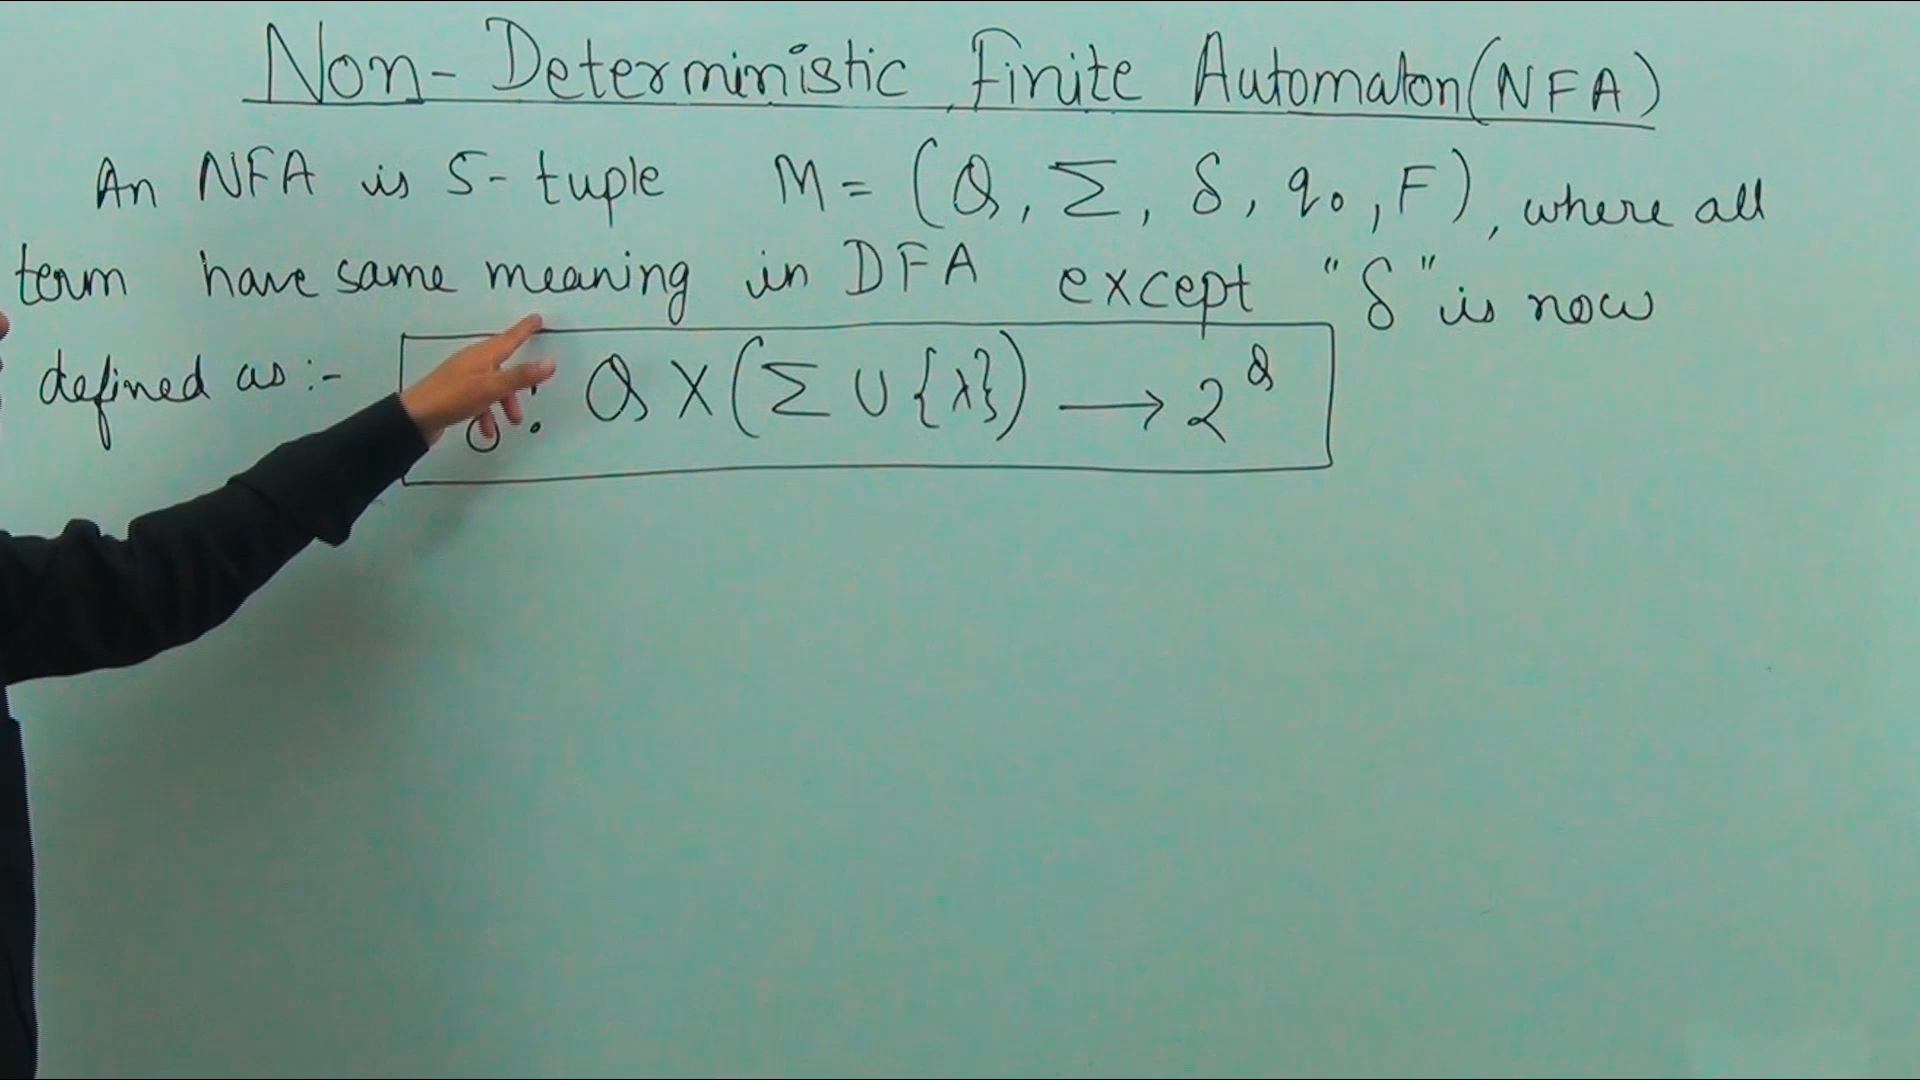 Non-Deterministic Finite Automaton(NFA)
An NFA is 5-tuple M = (Q, Σ, δ, q₀, F), where all
term have same meaning in DFA except "δ" is now
defined as :- δ: Q X (Σ ∪ {λ}) → 2^Q